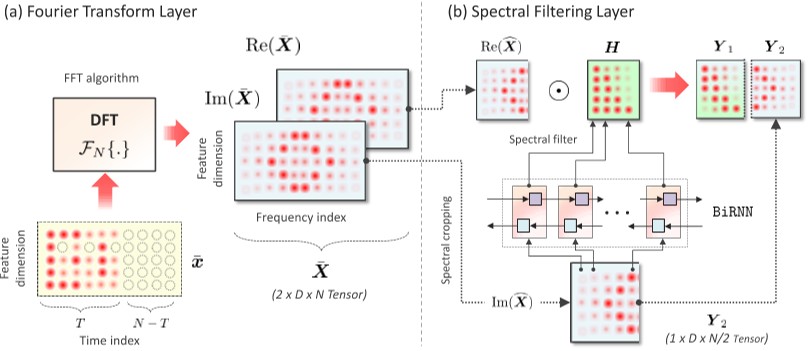 (a) Fourier Transform Layer
FFT algorithm
DFT
ℱ_N{.}
Re(X̄)
Im(X̄)
Feature dimension
Frequency index
X̄
(2 x D x N Tensor)
Feature dimension
x̄
T
N − T
Time index
(b) Spectral Filtering Layer
Re(X̂)
H
Y₁
Y₂
⊙
Spectral filter
Spectral cropping
BiRNN
...
Im(X̂)
Y₂
(1 x D x N/2 Tensor)